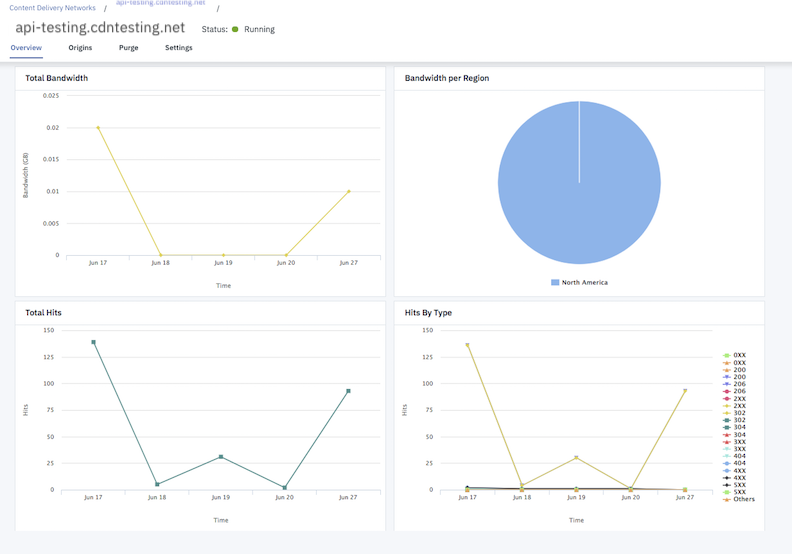 Content Delivery Networks / api-testing.cdntesting.net /
api-testing.cdntesting.net Status: Running
Overview Origins Purge Settings
Total Bandwidth
0.025
0.02
0.015
0.01
0.005
0
Bandwidth (GB)
Jun 17 Jun 18 Jun 19 Jun 20 Jun 27
Time
Bandwidth per Region
North America
Total Hits
150
125
100
75
50
25
0
Hits
Jun 17 Jun 18 Jun 19 Jun 20 Jun 27
Time
Hits By Type
150
125
100
75
50
25
0
Hits
Jun 17 Jun 18 Jun 19 Jun 20 Jun 27
Time
0XX
0XX
200
200
206
206
2XX
2XX
302
302
304
304
3XX
3XX
404
404
4XX
4XX
5XX
5XX
Others